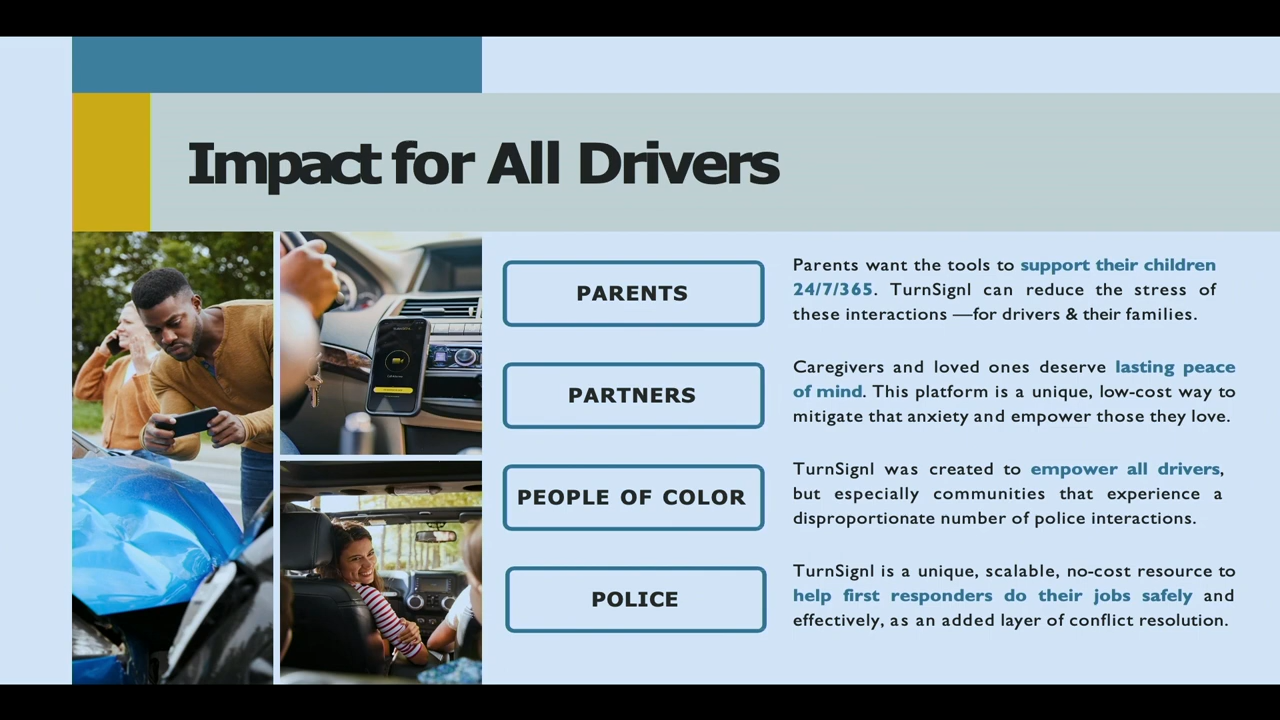 Impact for All Drivers
PARENTS
Parents want the tools to support their children
24/7/365. TurnSignl can reduce the stress of
these interactions —for drivers & their families.
PARTNERS
Caregivers and loved ones deserve lasting peace
of mind. This platform is a unique, low-cost way to
mitigate that anxiety and empower those they love.
PEOPLE OF COLOR
TurnSignl was created to empower all drivers,
but especially communities that experience a
disproportionate number of police interactions.
POLICE
TurnSignl is a unique, scalable, no-cost resource to
help first responders do their jobs safely and
effectively, as an added layer of conflict resolution.